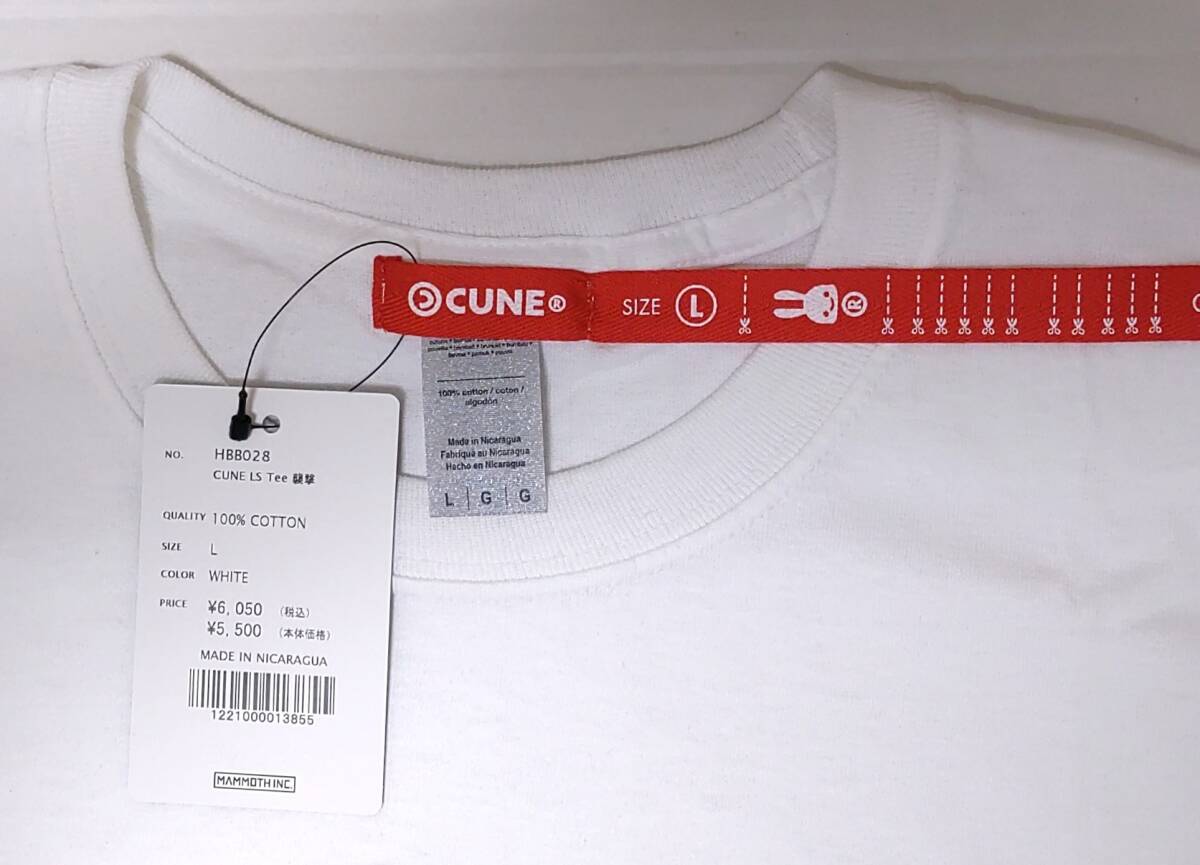 CUNE®
SIZE L
®
100% cotton / coton /
algodón
Made in Nicaragua
Fabriqué au Nicaragua
Hecho en Nicaragua
L | G | G
NO. HBB028
CUNE LS Tee 襲撃
QUALITY 100% COTTON
SIZE L
COLOR WHITE
PRICE ¥6,050 (税込)
¥5,500 (本体価格)
MADE IN NICARAGUA
1221000013855
MAMMOTH INC.